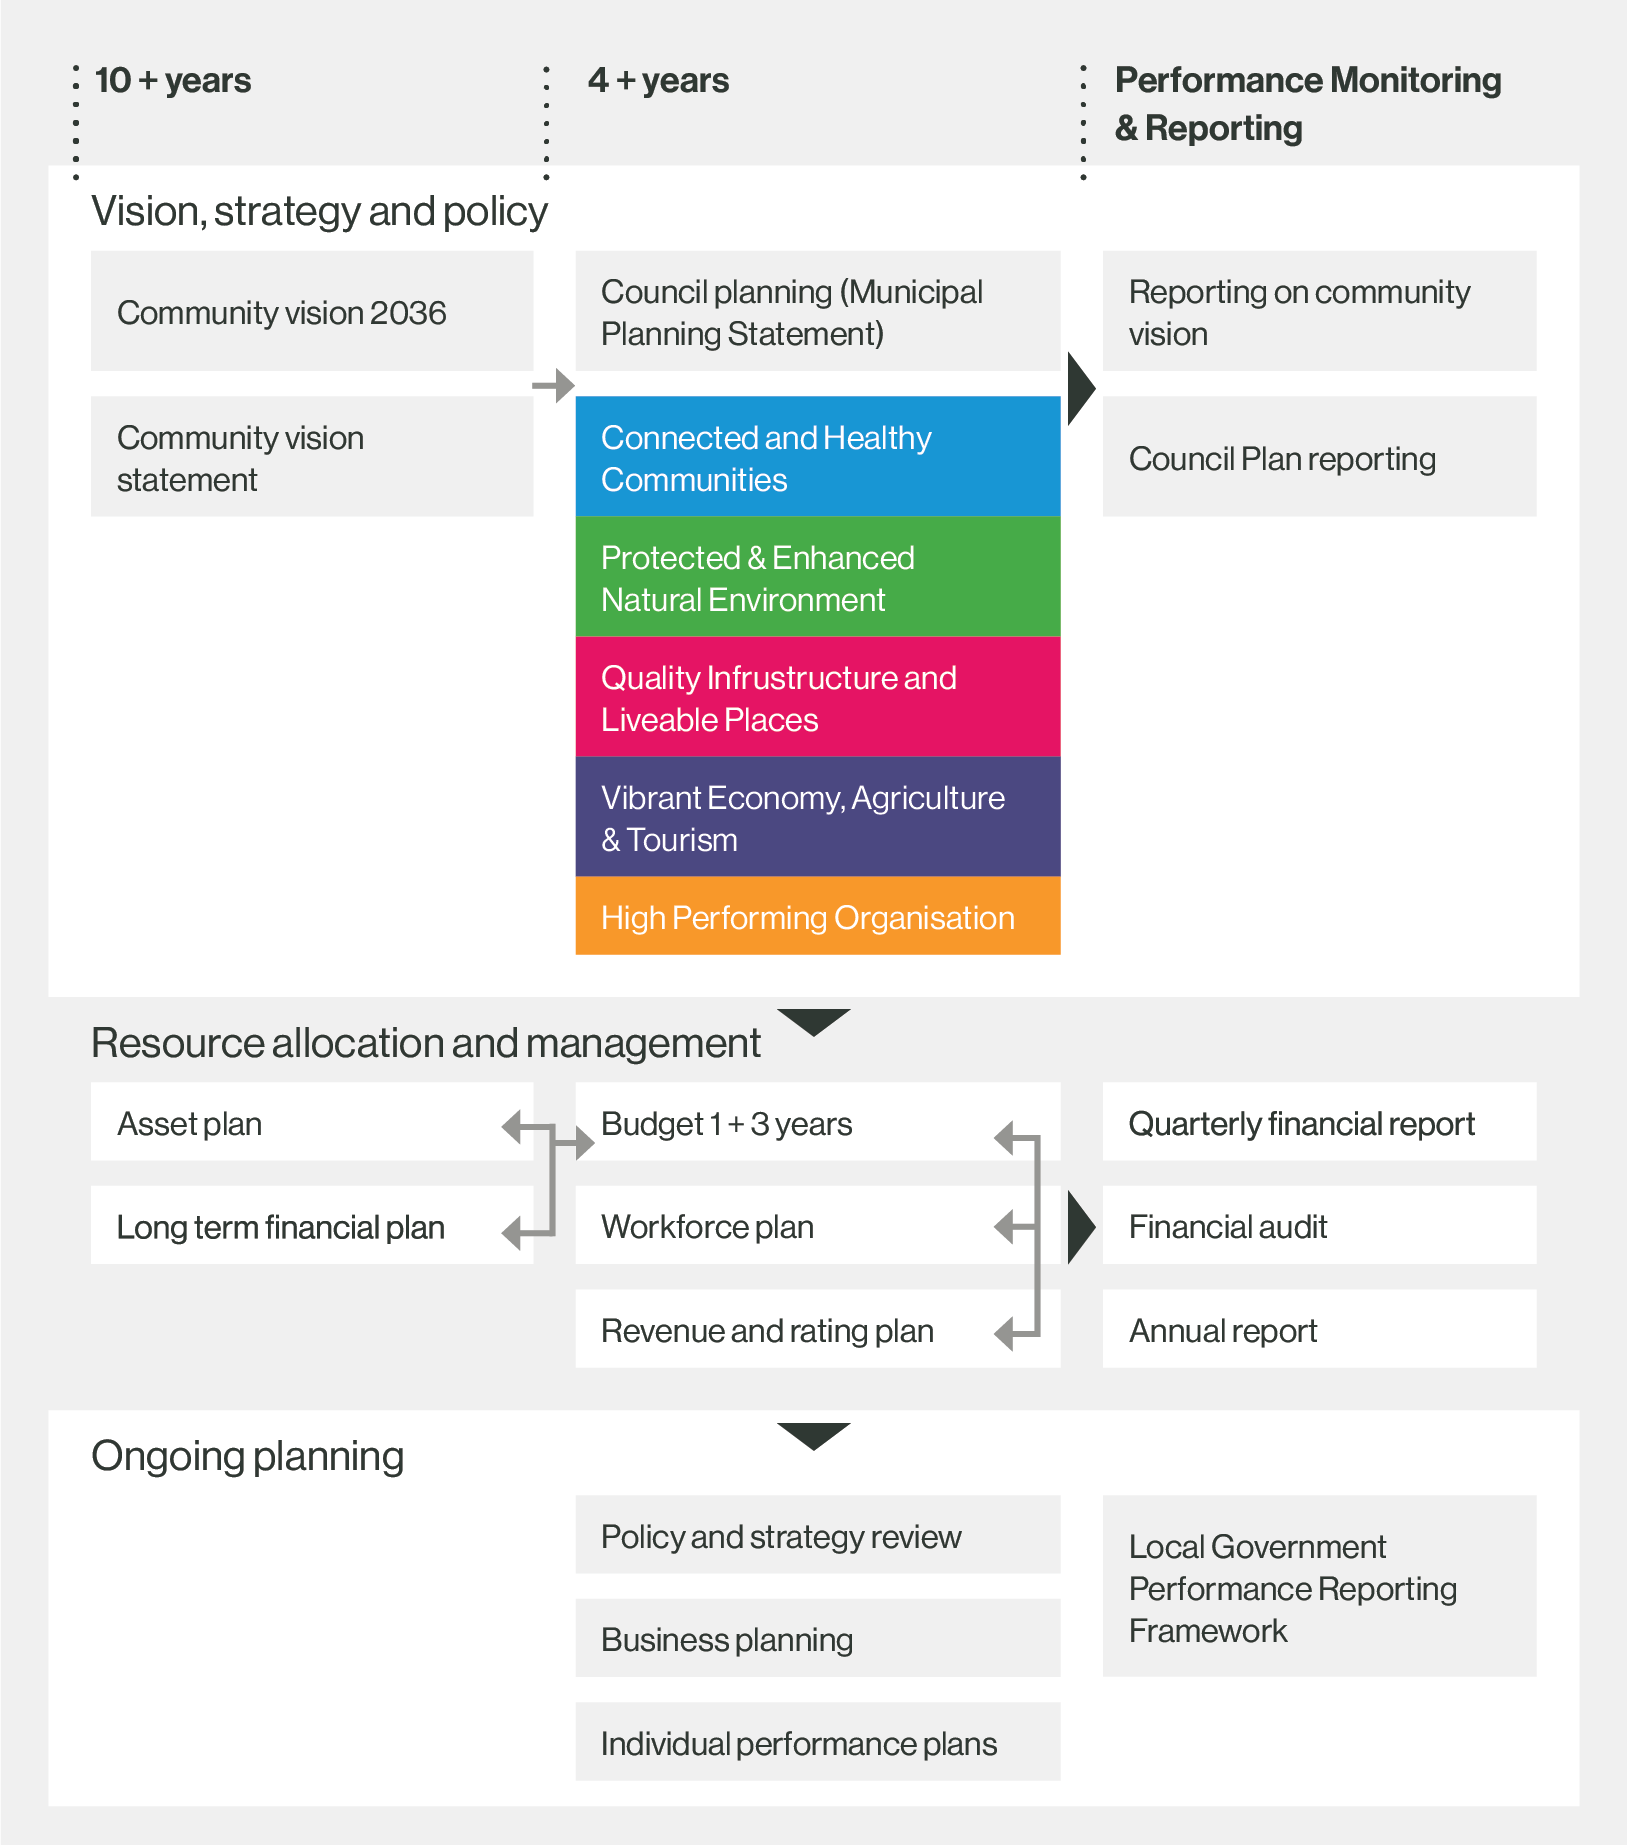 10 + years
4 + years
Performance Monitoring
& Reporting
Vision, strategy and policy
Community vision 2036
Council planning (Municipal
Planning Statement)
Reporting on community
vision
Community vision
statement
Connected and Healthy
Communities
Council Plan reporting
Protected & Enhanced
Natural Environment
Quality Infrustructure and
Liveable Places
Vibrant Economy, Agriculture
& Tourism
High Performing Organisation
Resource allocation and management
Asset plan
Budget 1 + 3 years
Quarterly financial report
Long term financial plan
Workforce plan
Financial audit
Revenue and rating plan
Annual report
Ongoing planning
Policy and strategy review
Local Government
Performance Reporting
Framework
Business planning
Individual performance plans